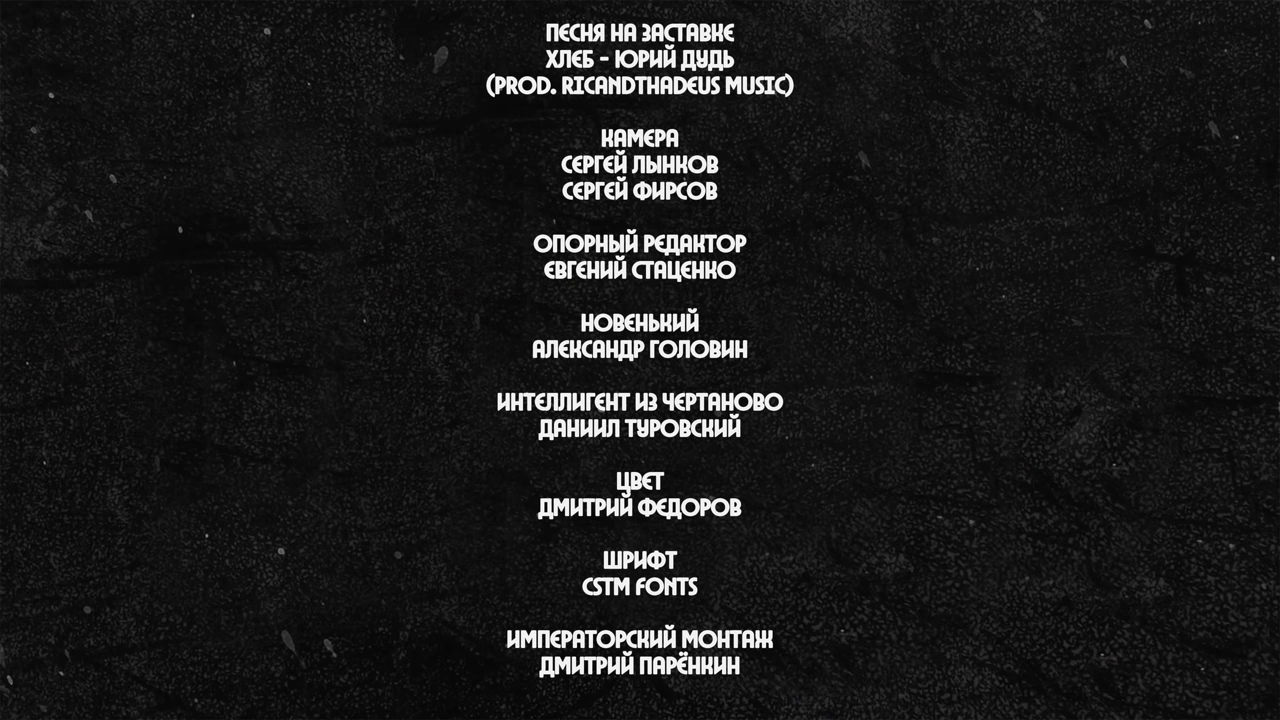 ПЕСНЯ НА ЗАСТАВКЕ
ХЛЕБ - ЮРИЙ ДУДЬ
(PROD. RICANDTHADEUS MUSIC)
КАМЕРА
СЕРГЕЙ ЛЫНКОВ
СЕРГЕЙ ФИРСОВ
ОПОРНЫЙ РЕДАКТОР
ЕВГЕНИЙ СТАЦЕНКО
НОВЕНЬКИЙ
АЛЕКСАНДР ГОЛОВИН
ИНТЕЛЛИГЕНТ ИЗ ЧЕРТАНОВО
ДАНИИЛ ТУРОВСКИЙ
ЦВЕТ
ДМИТРИЙ ФЕДОРОВ
ШРИФТ
CSTM FONTS
ИМПЕРАТОРСКИЙ МОНТАЖ
ДМИТРИЙ ПАРЁНКИН